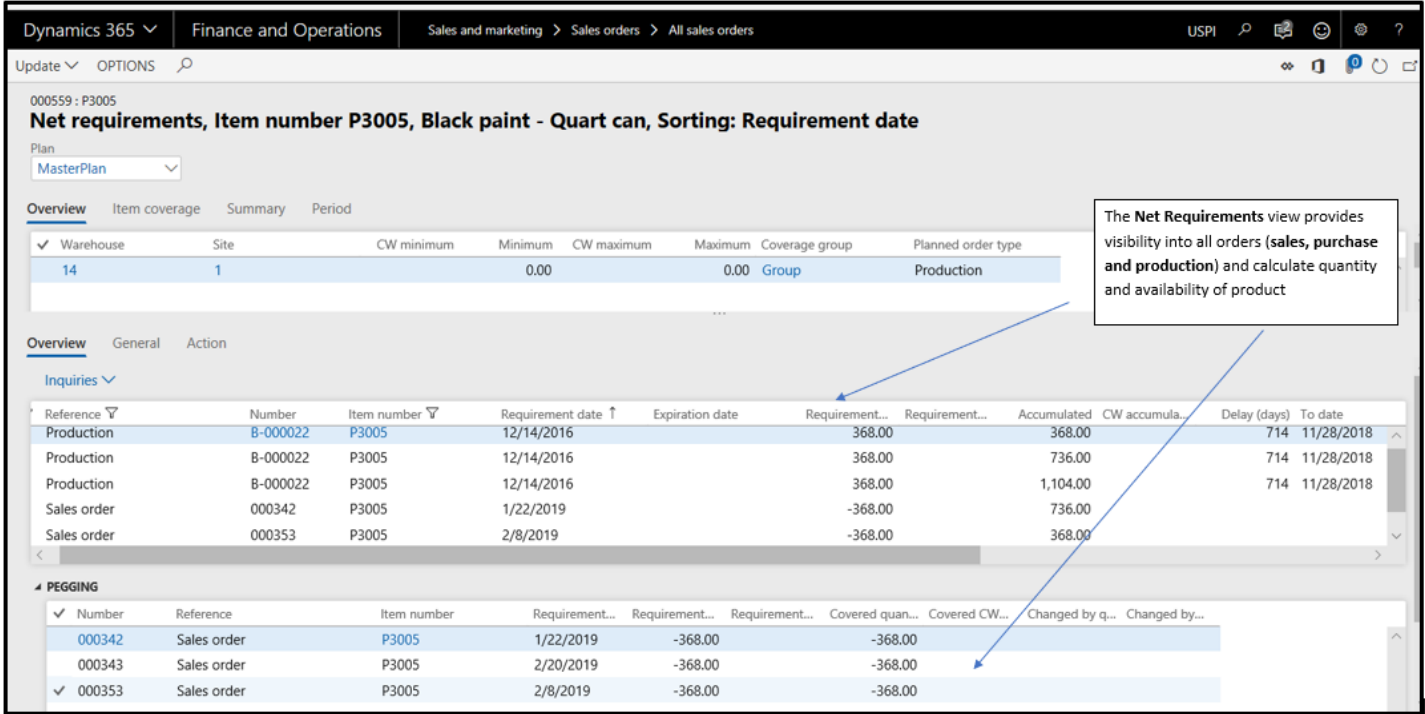 Dynamics 365 Finance and Operations Sales and marketing > Sales orders > All sales orders USPI 2 ?
Update OPTIONS 0
000559 : P3005
Net requirements, Item number P3005, Black paint - Quart can, Sorting: Requirement date
Plan
MasterPlan
Overview Item coverage Summary Period
Warehouse Site CW minimum Minimum CW maximum Maximum Coverage group Planned order type
14 1 0.00 0.00 Group Production
The Net Requirements view provides
visibility into all orders (sales, purchase
and production) and calculate quantity
and availability of product
Overview General Action
Inquiries
Reference Number Item number Requirement date Expiration date Requirement... Requirement... Accumulated CW accumula... Delay (days) To date
Production B-000022 P3005 12/14/2016 368.00 368.00 714 11/28/2018
Production B-000022 P3005 12/14/2016 368.00 736.00 714 11/28/2018
Production B-000022 P3005 12/14/2016 368.00 1,104.00 714 11/28/2018
Sales order 000342 P3005 1/22/2019 -368.00 736.00
Sales order 000353 P3005 2/8/2019 -368.00 368.00
PEGGING
Number Reference Item number Requirement... Requirement... Requirement... Covered quan... Covered CW... Changed by q... Changed by...
000342 Sales order P3005 1/22/2019 -368.00 -368.00
000343 Sales order P3005 2/20/2019 -368.00 -368.00
000353 Sales order P3005 2/8/2019 -368.00 -368.00